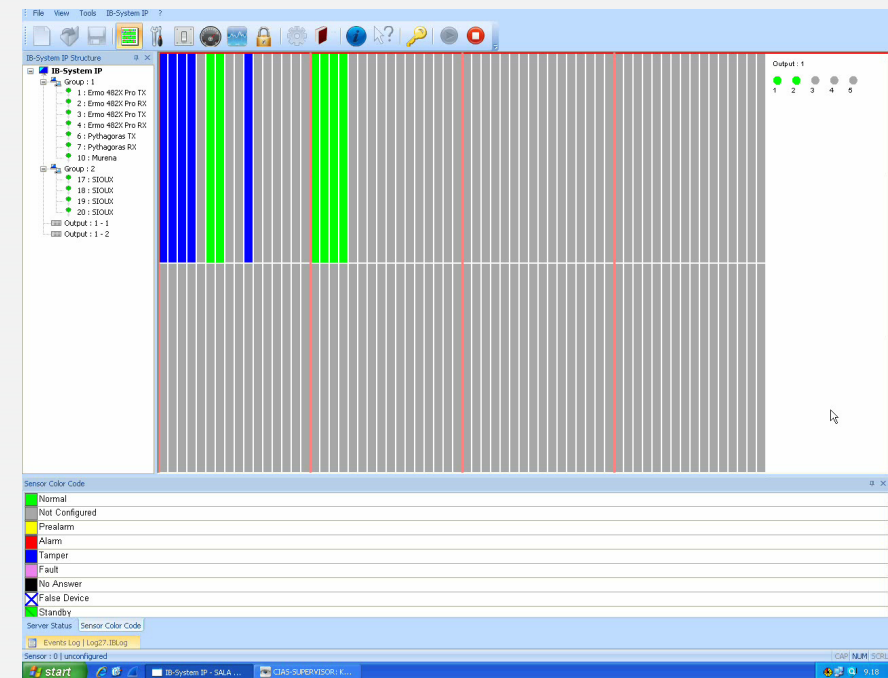 File View Tools IB-System IP ?
IB-System IP Structure
IB-System IP
Group : 1
1 : Ermo 482X Pro TX
2 : Ermo 482X Pro RX
3 : Ermo 482X Pro TX
4 : Ermo 482X Pro RX
6 : Pythagoras TX
7 : Pythagoras RX
10 : Murena
Group : 2
17 : SIOUX
18 : SIOUX
19 : SIOUX
20 : SIOUX
Output : 1 - 1
Output : 1 - 2
Output : 1
1 2 3 4 5
Sensor Color Code
Normal
Not Configured
Prealarm
Alarm
Tamper
Fault
No Answer
False Device
Standby
Server Status Sensor Color Code
Events Log | Log27.IBLog
Sensor : 0 | unconfigured CAP NUM SCRL
start IB-System IP - SALA ... CIAS-SUPERVISOR: K... 9.18